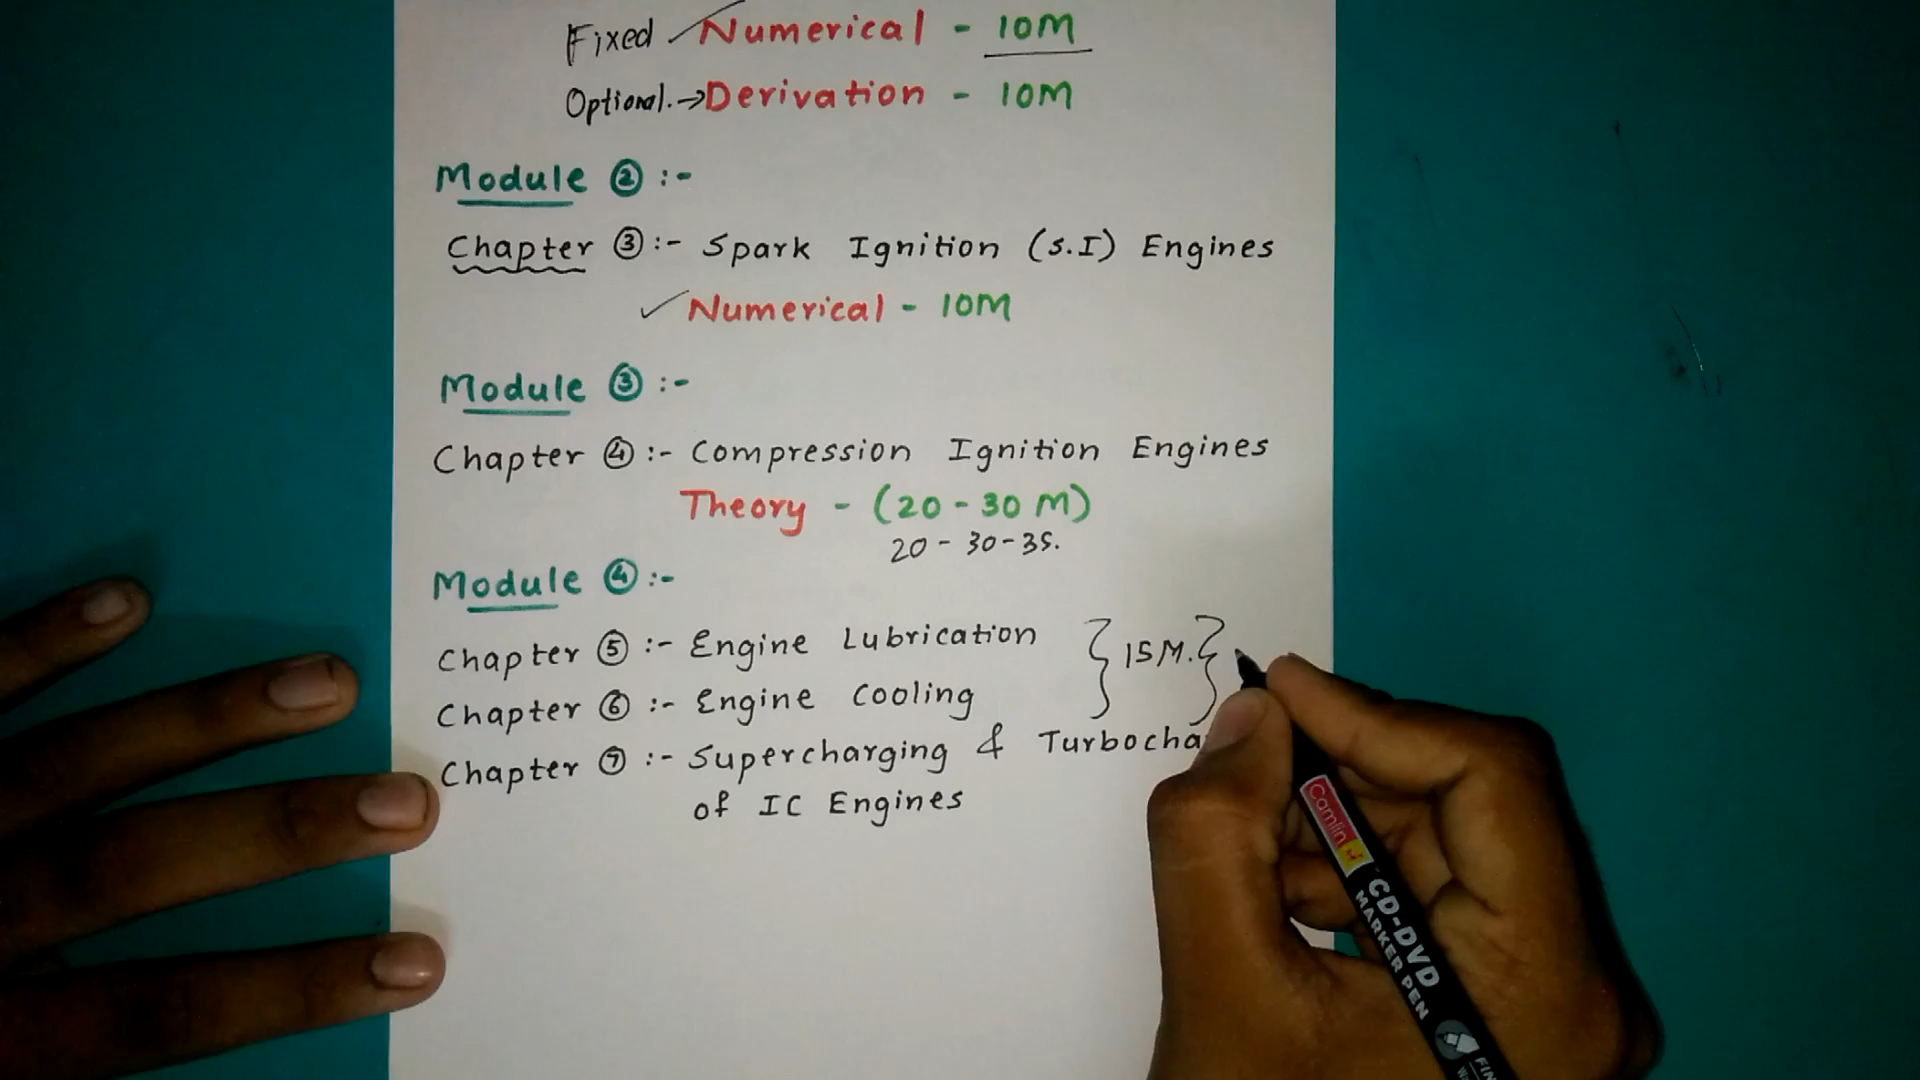 Fixed Numerical - 10M
Optional. → Derivation - 10M
Module ② :-
Chapter ③ :- Spark Ignition (S.I) Engines
✓ Numerical - 10M
Module ③ :-
Chapter ④ :- Compression Ignition Engines
Theory - (20 - 30 M)
20 - 30 - 35.
Module ④ :-
Chapter ⑤ :- Engine Lubrication } 15M. }
Chapter ⑥ :- Engine Cooling
Chapter ⑦ :- Supercharging & Turbocha
of IC Engines
Camlin
CD-DVD
MARKER PEN